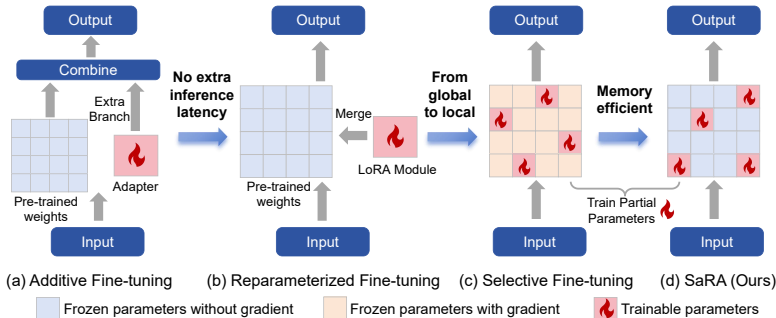 Output
Combine
Extra
Branch
Adapter
Pre-trained
weights
Input
(a) Additive Fine-tuning
No extra
inference
latency
Output
Merge
LoRA Module
Pre-trained weights
Input
(b) Reparameterized Fine-tuning
From
global
to local
Output
Input
(c) Selective Fine-tuning
Memory
efficient
Train Partial
Parameters
Output
Input
(d) SaRA (Ours)
Frozen parameters without gradient
Frozen parameters with gradient
Trainable parameters